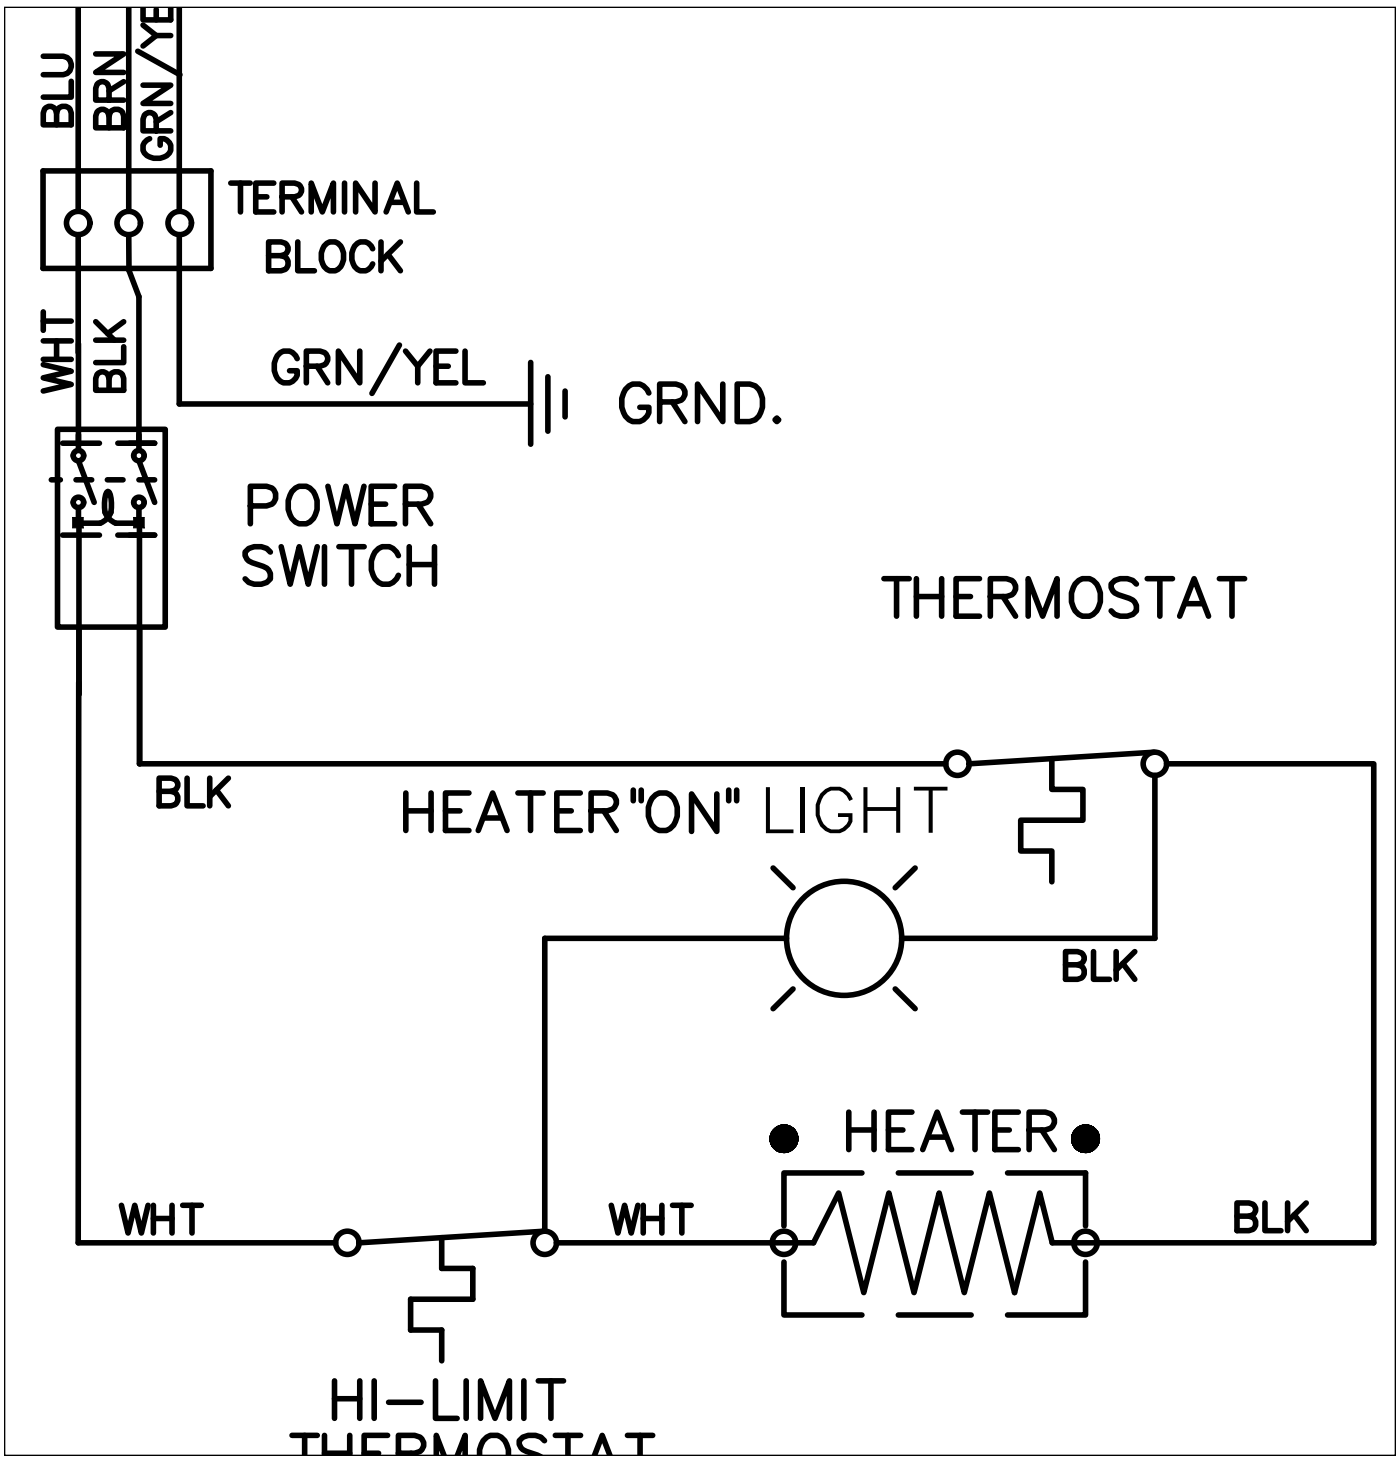 BLU
BRN
GRN/YE
TERMINAL
BLOCK
WHT
BLK
GRN/YEL
GRND.
POWER
SWITCH
THERMOSTAT
BLK
HEATER "ON" LIGHT
BLK
HEATER
WHT
WHT
BLK
HI-LIMIT
THERMOSTAT